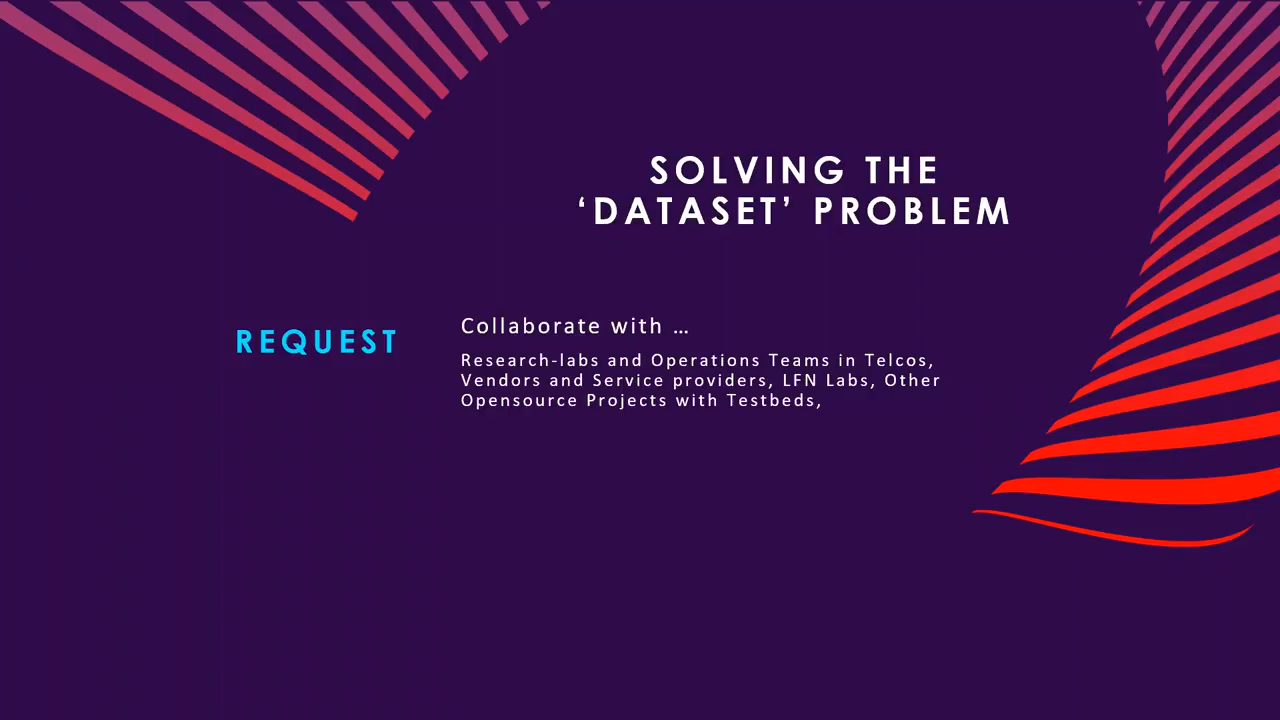 SOLVING THE
‘DATASET’ PROBLEM
REQUEST
Collaborate with …
Research-labs and Operations Teams in Telcos,
Vendors and Service providers, LFN Labs, Other
Opensource Projects with Testbeds,